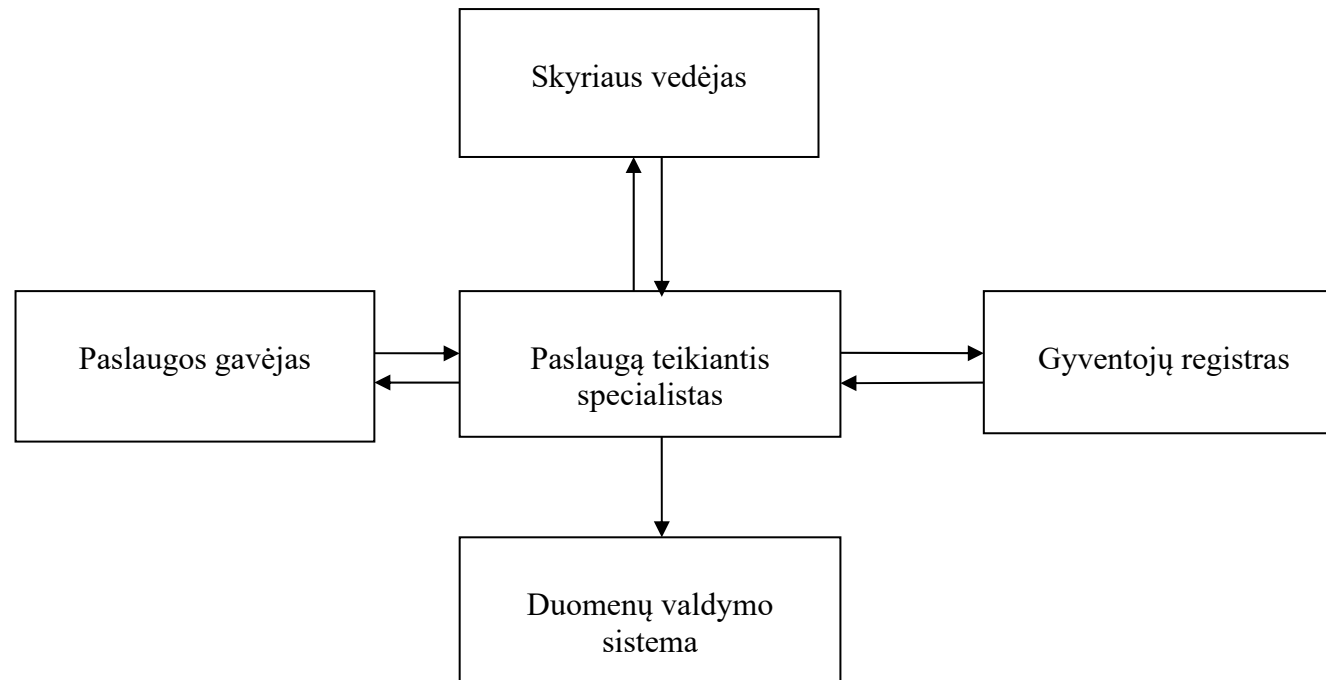 Skyriaus vedėjas
Paslaugos gavėjas
Paslaugą teikiantis
specialistas
Gyventojų registras
Duomenų valdymo
sistema